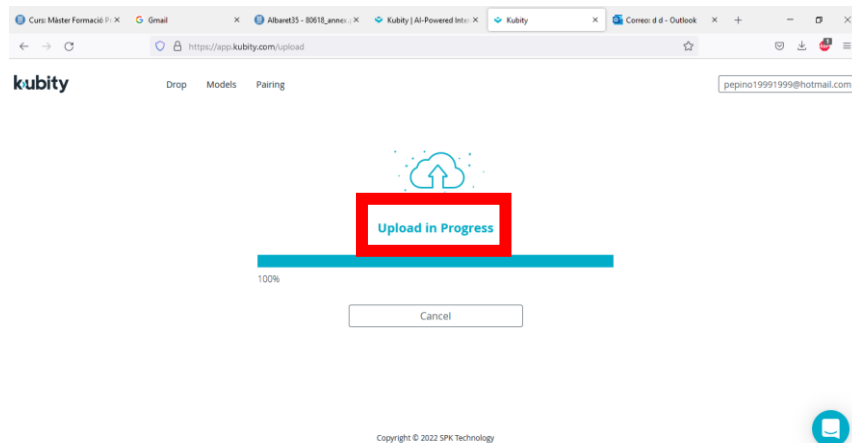 Curs: Màster Formació P
Gmail
Albaret35 - 80618_annex
Kubity | AI-Powered Inter
Kubity
Correo: d d - Outlook
https://app.kubity.com/upload
kubity
Drop
Models
Pairing
pepino19991999@hotmail.com
Upload in Progress
100%
Cancel
Copyright © 2022 SPK Technology